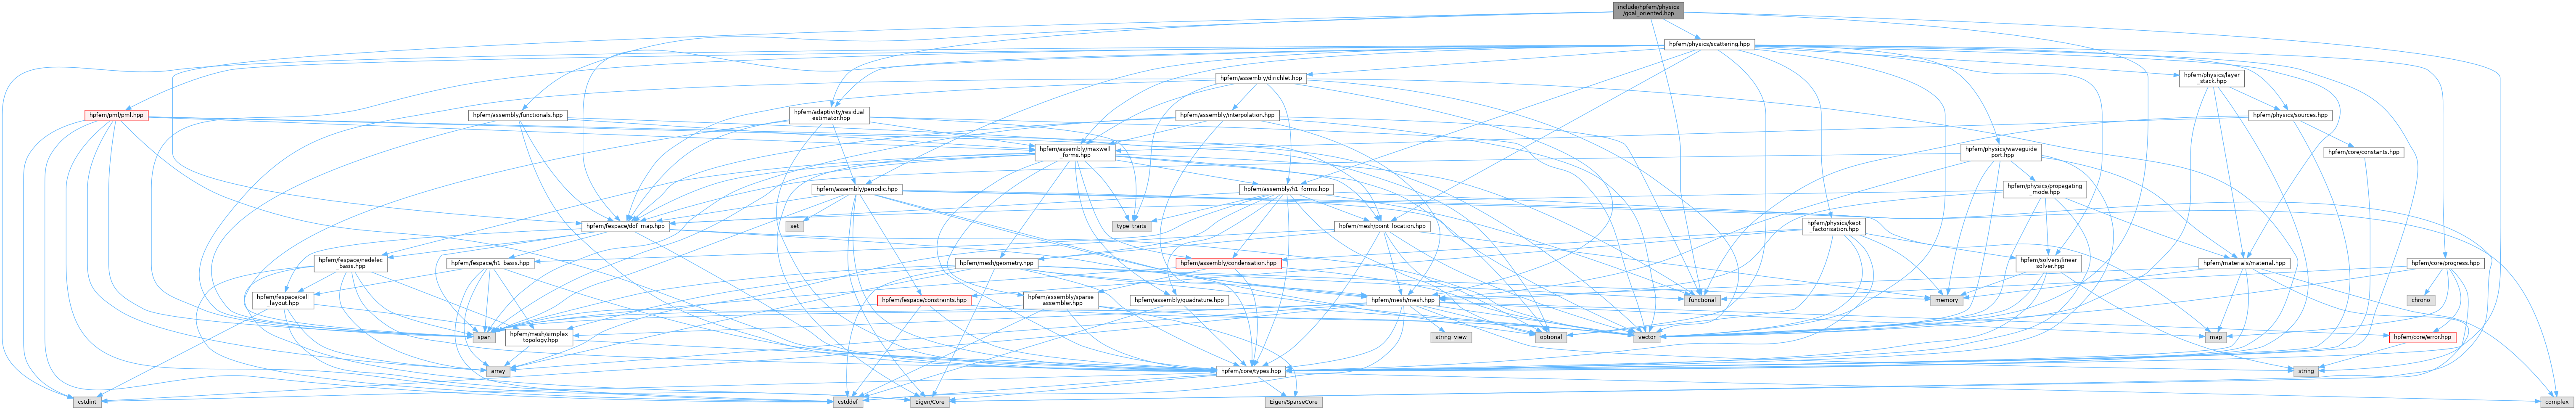 include/hpfem/physics
/goal_oriented.hpp
hpfem/physics/scattering.hpp
hpfem/assembly/dirichlet.hpp
hpfem/physics/layer
_stack.hpp
hpfem/pml/pml.hpp
hpfem/assembly/functionals.hpp
hpfem/adaptivity/residual
_estimator.hpp
hpfem/assembly/interpolation.hpp
hpfem/physics/sources.hpp
hpfem/assembly/maxwell
_forms.hpp
hpfem/physics/waveguide
_port.hpp
hpfem/core/constants.hpp
hpfem/assembly/periodic.hpp
hpfem/assembly/h1_forms.hpp
hpfem/physics/propagating
_mode.hpp
set
hpfem/fespace/dof_map.hpp
type_traits
hpfem/mesh/point_location.hpp
hpfem/physics/kept
_factorisation.hpp
hpfem/fespace/nedelec
_basis.hpp
hpfem/fespace/h1_basis.hpp
hpfem/mesh/geometry.hpp
hpfem/assembly/condensation.hpp
hpfem/solvers/linear
_solver.hpp
hpfem/materials/material.hpp
hpfem/core/progress.hpp
hpfem/fespace/cell
_layout.hpp
hpfem/fespace/constraints.hpp
hpfem/assembly/sparse
_assembler.hpp
hpfem/assembly/quadrature.hpp
hpfem/mesh/mesh.hpp
functional
memory
chrono
span
hpfem/mesh/simplex
_topology.hpp
string_view
optional
vector
map
hpfem/core/error.hpp
array
hpfem/core/types.hpp
string
cstdint
cstddef
Eigen/Core
Eigen/SparseCore
complex